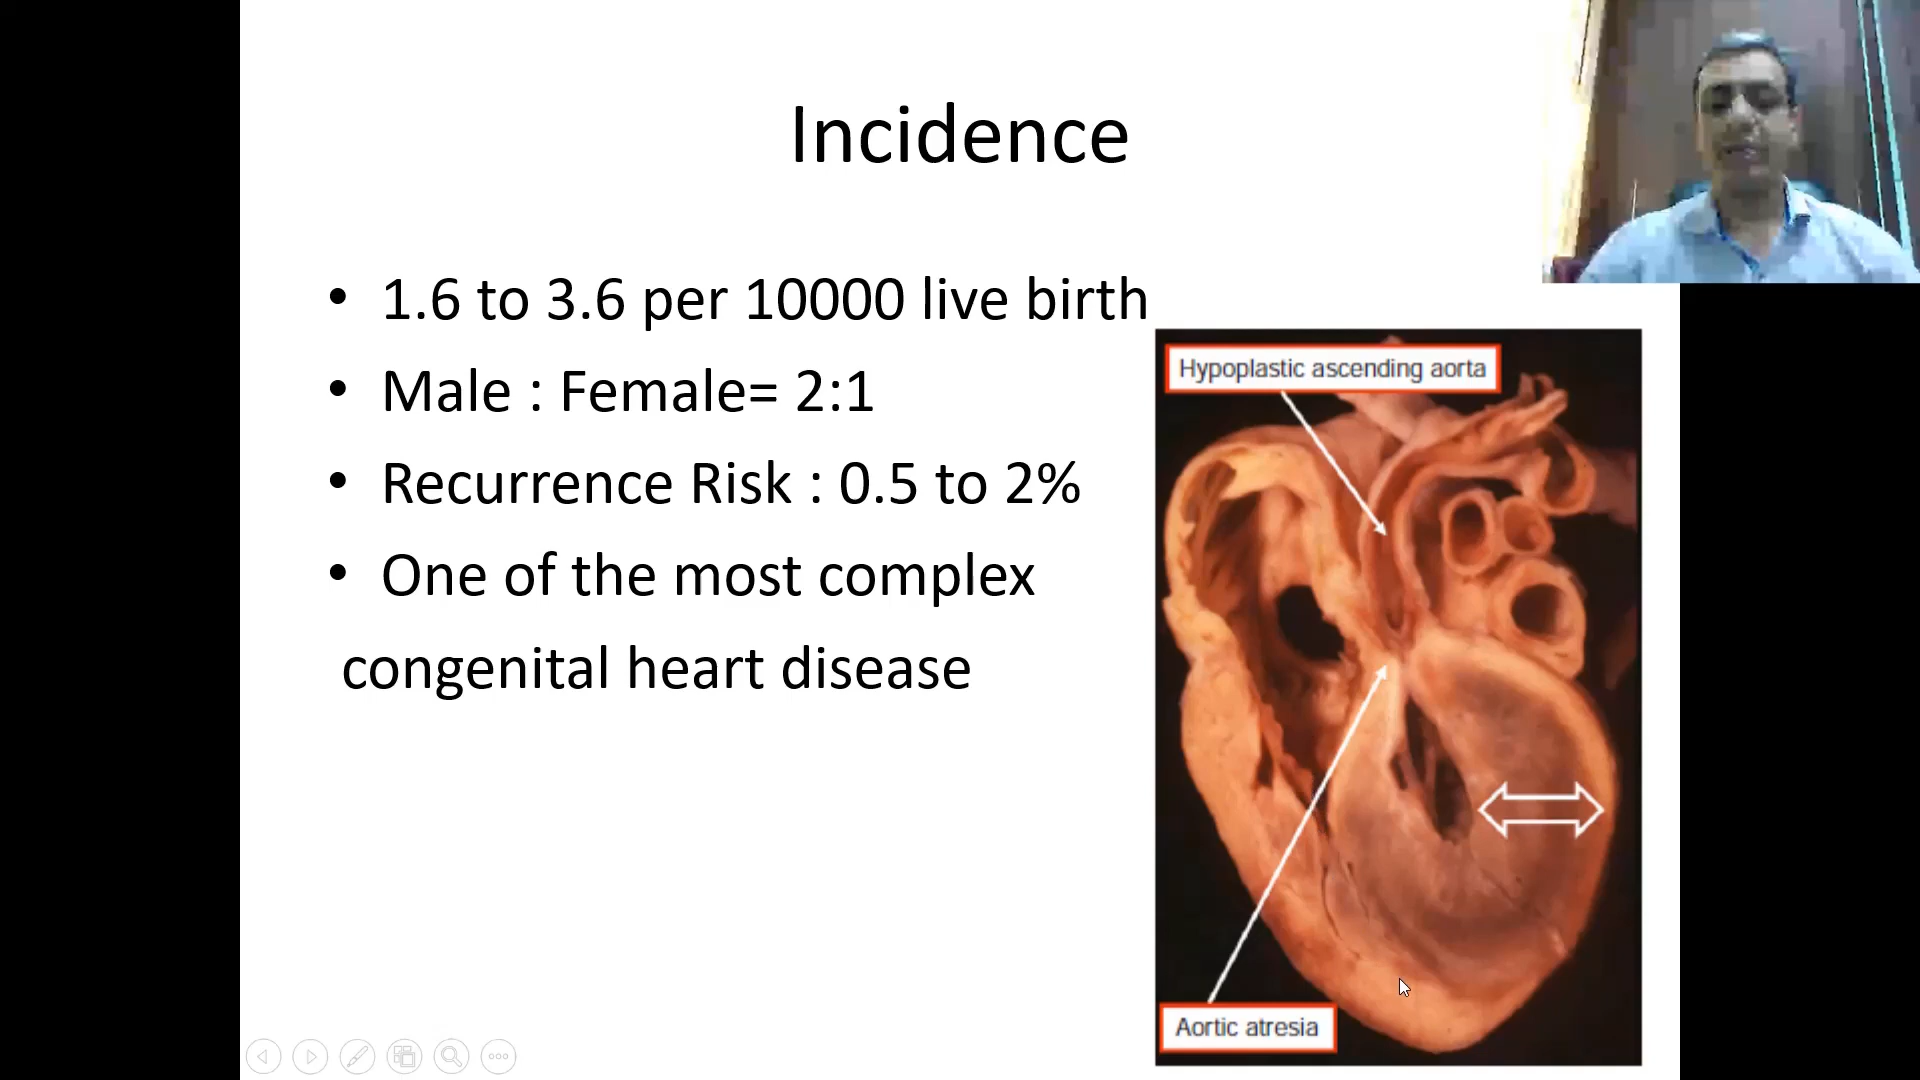 Incidence
• 1.6 to 3.6 per 10000 live birth
• Male : Female= 2:1
• Recurrence Risk : 0.5 to 2%
• One of the most complex
congenital heart disease
Hypoplastic ascending aorta
Aortic atresia